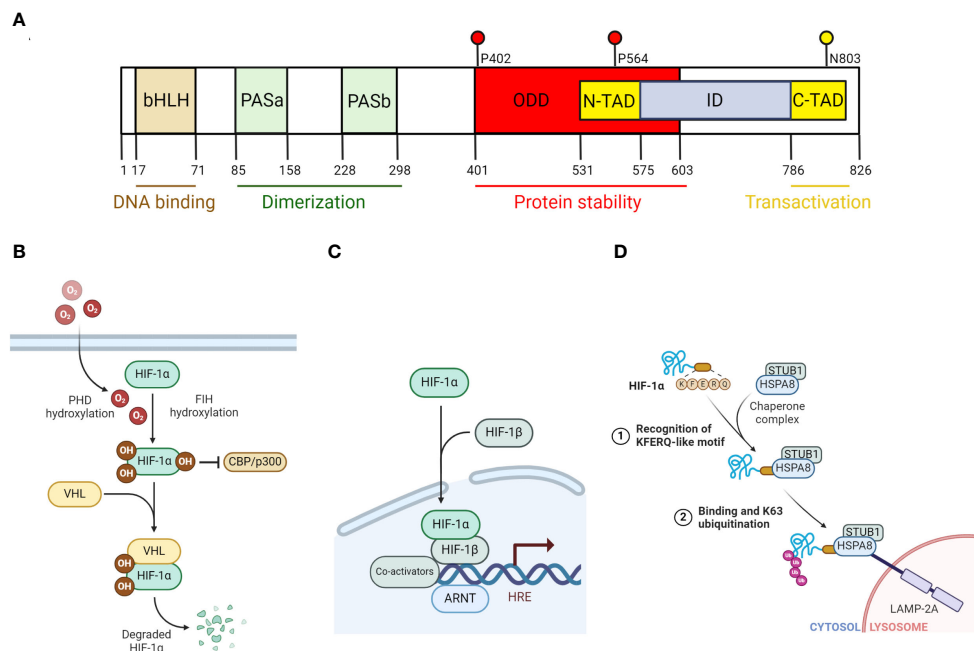 A
P402
P564
N803
bHLH
PASa
PASb
ODD
N-TAD
ID
C-TAD
1 17 71 85 158 228 298 401 531 575 603 786 826
DNA binding
Dimerization
Protein stability
Transactivation
B
O2
O2
O2
HIF-1α
PHD
hydroxylation
O2
O2
FIH
hydroxylation
OH
HIF-1α
OH
OH
CBP/p300
VHL
VHL
OH
HIF-1α
OH
Degraded
HIF-1α
C
HIF-1α
HIF-1β
HIF-1α
HIF-1β
Co-activators
ARNT
HRE
D
HIF-1α
K F E R Q
STUB1
HSPA8
Chaperone
complex
1 Recognition of
KFERQ-like motif
STUB1
HSPA8
2 Binding and K63
ubiquitination
STUB1
HSPA8
Ub
Ub
Ub
Ub
LAMP-2A
CYTOSOL LYSOSOME